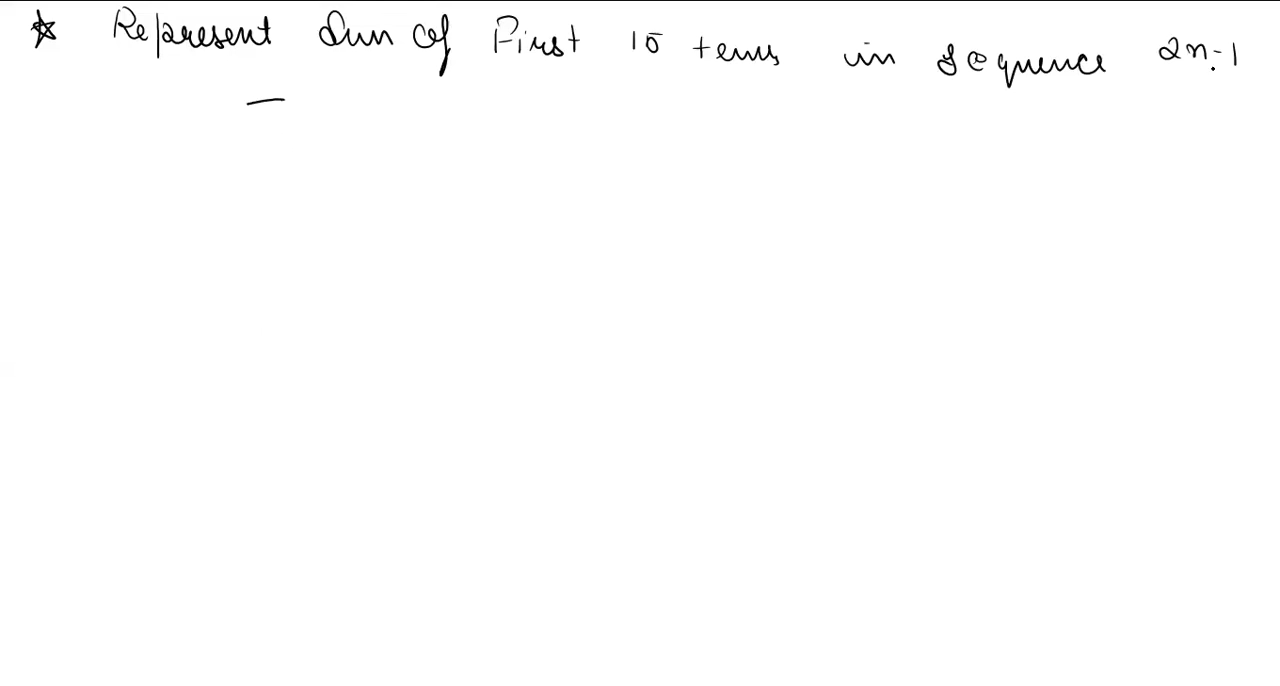 ☆ Represent Sum of First 10 terms in sequence 2n-1